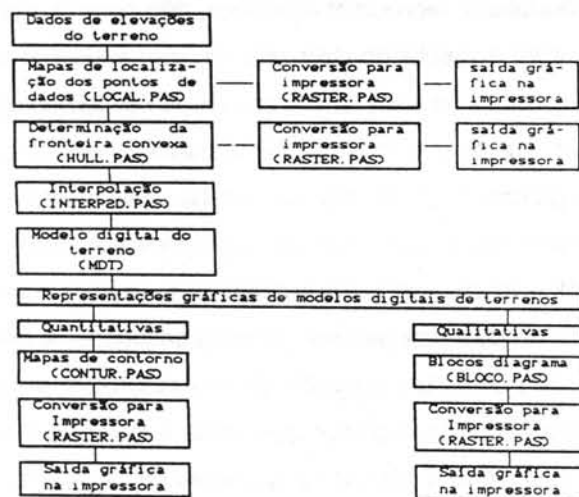 Dados de elevações
do terreno
Mapas de localiza-
ção dos pontos de
dados (LOCAL.PAS)
Conversão para
impressora
(RASTER.PAS)
saída grá-
fica na
impressora
Determinação da
fronteira convexa
(HULL.PAS)
Conversão para
impressora
(RASTER.PAS)
saída grá-
fica na
impressora
Interpolação
(INTERP2D.PAS)
Modelo digital do
terreno
(MDT)
Representações gráficas de modelos digitais de terrenos
Quantitativas
Qualitativas
Mapas de contorno
(CONTUR.PAS)
Blocos diagrama
(BLOCO.PAS)
Conversão para
Impressora
(RASTER.PAS)
Conversão para
Impressora
(RASTER.PAS)
Saída gráfica
na impressora
Saída gráfica
na impressora